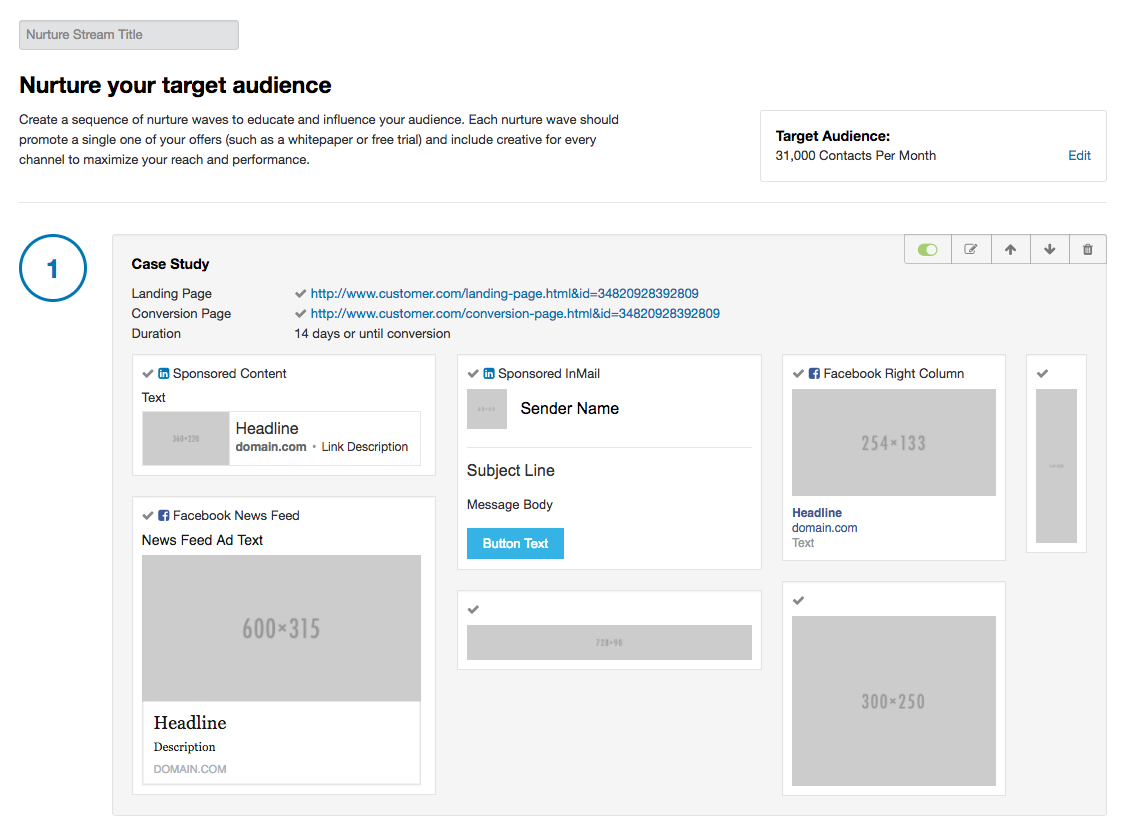 Nurture Stream Title
Nurture your target audience
Create a sequence of nurture waves to educate and influence your audience. Each nurture wave should
promote a single one of your offers (such as a whitepaper or free trial) and include creative for every
channel to maximize your reach and performance.
Target Audience:
31,000 Contacts Per Month
Edit
1
Case Study
Landing Page
http://www.customer.com/landing-page.html&id=34820928392809
Conversion Page
http://www.customer.com/conversion-page.html&id=34820928392809
Duration
14 days or until conversion
in Sponsored Content
Text
360×220
Headline
domain.com • Link Description
f Facebook News Feed
News Feed Ad Text
600×315
Headline
Description
DOMAIN.COM
in Sponsored InMail
Sender Name
Subject Line
Message Body
Button Text
728×90
f Facebook Right Column
254×133
Headline
domain.com
Text
300×250